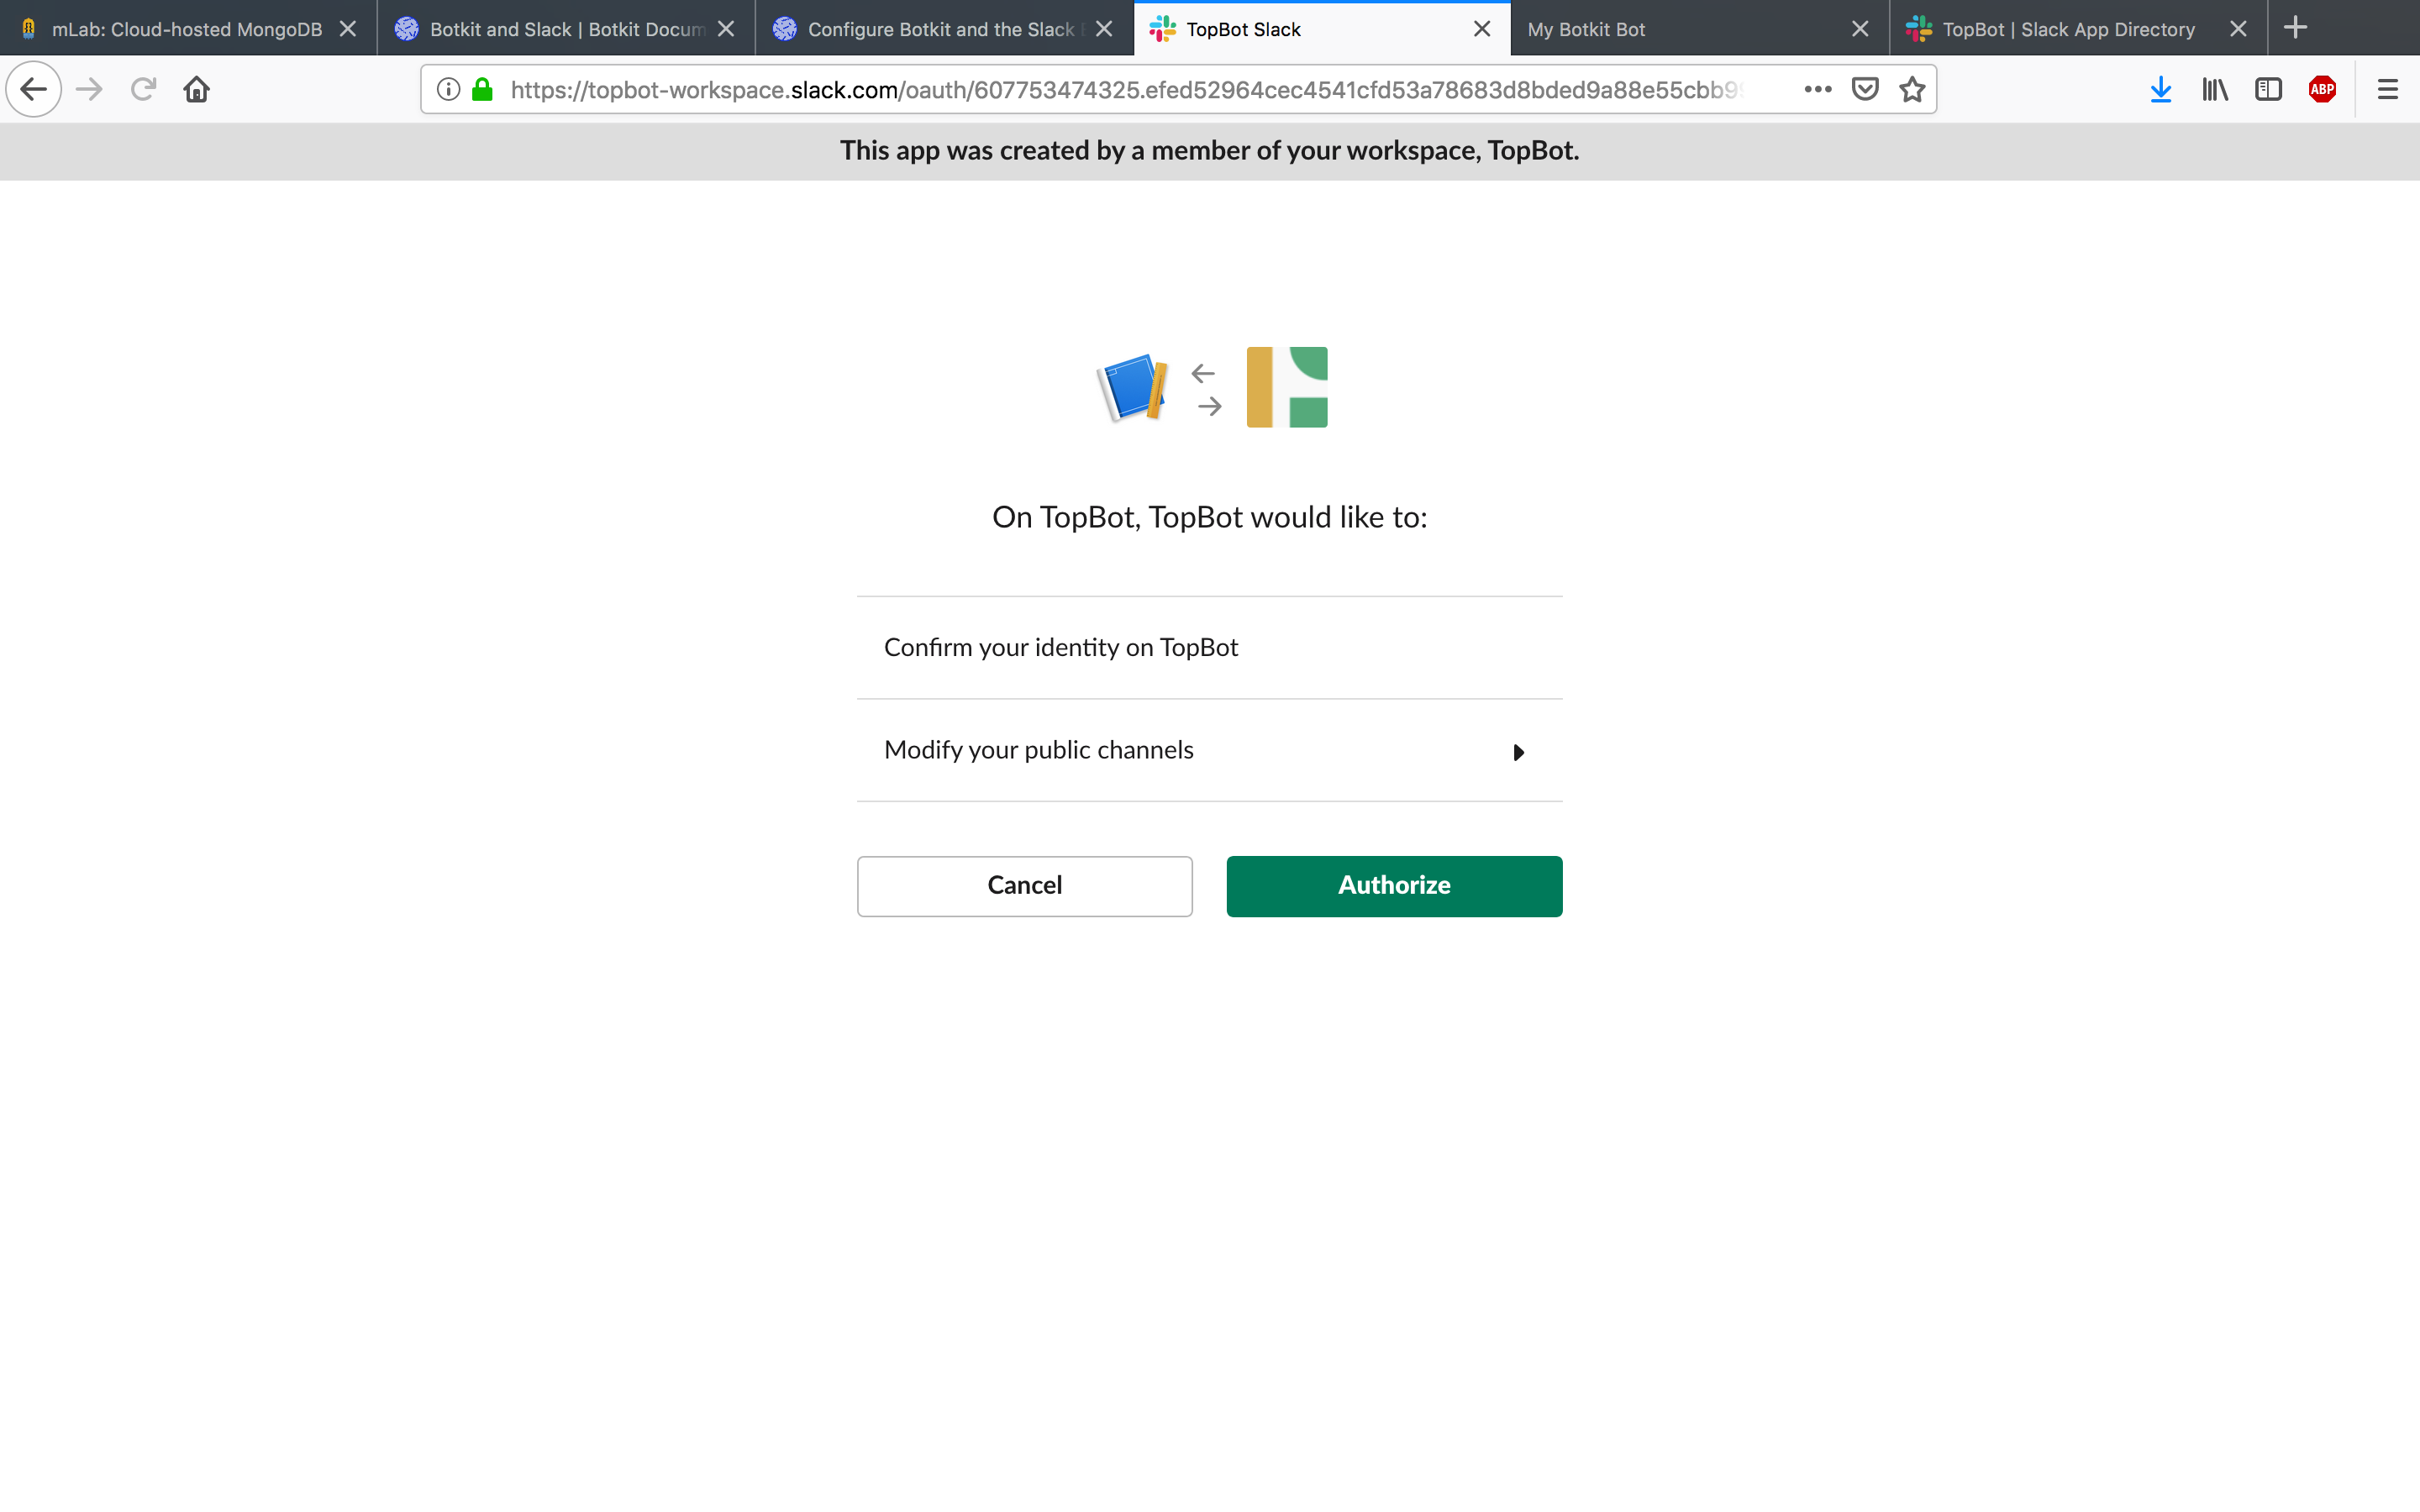 mLab: Cloud-hosted MongoDB
Botkit and Slack | Botkit Docum
Configure Botkit and the Slack
TopBot Slack
My Botkit Bot
TopBot | Slack App Directory
https://topbot-workspace.slack.com/oauth/607753474325.efed52964cec4541cfd53a78683d8bded9a88e55cbb9
ABP
This app was created by a member of your workspace, TopBot.
On TopBot, TopBot would like to:
Confirm your identity on TopBot
Modify your public channels
Cancel
Authorize